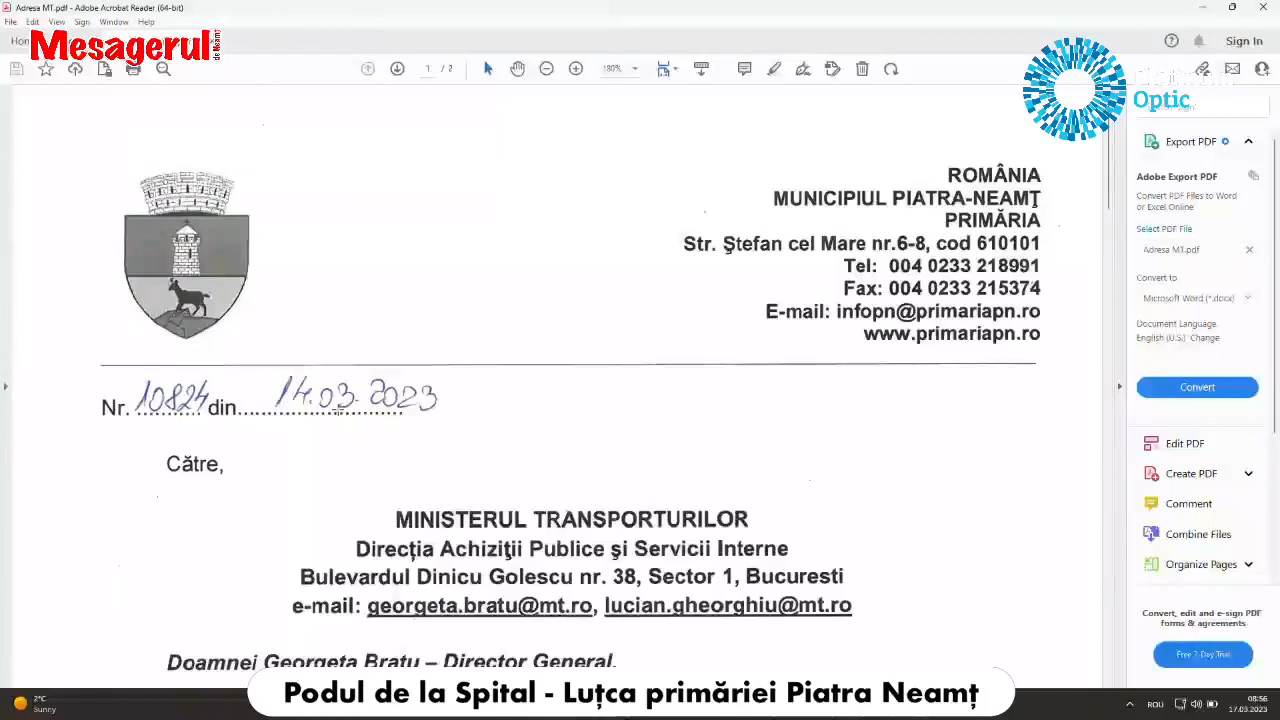 Adresa MT.pdf - Adobe Acrobat Reader (64-bit)
File Edit View Sign Window Help
Mesagerul
de Neamț
Sign In
1 / 2
180%
Optic
Export PDF
Adobe Export PDF
Convert PDF Files to Word
or Excel Online
Select PDF File
Adresa MT.pdf
Convert to
Microsoft Word (*.docx)
Document Language:
English (U.S.) Change
Convert
Edit PDF
Create PDF
Comment
Combine Files
Organize Pages
Convert, edit and e-sign PDF
forms & agreements
Free 7-Day Trial
ROMÂNIA
MUNICIPIUL PIATRA-NEAMŢ
PRIMĂRIA
Str. Ştefan cel Mare nr.6-8, cod 610101
Tel: 004 0233 218991
Fax: 004 0233 215374
E-mail: infopn@primariapn.ro
www.primariapn.ro
Nr. 10824 din 14.03.2023
Către,
MINISTERUL TRANSPORTURILOR
Direcția Achiziţii Publice şi Servicii Interne
Bulevardul Dinicu Golescu nr. 38, Sector 1, Bucuresti
e-mail: georgeta.bratu@mt.ro, lucian.gheorghiu@mt.ro
Doamnei Georgeta Bratu – Director General,
Podul de la Spital - Luțca primăriei Piatra Neamț
2°C
Sunny
ROU
08:56
17.03.2023